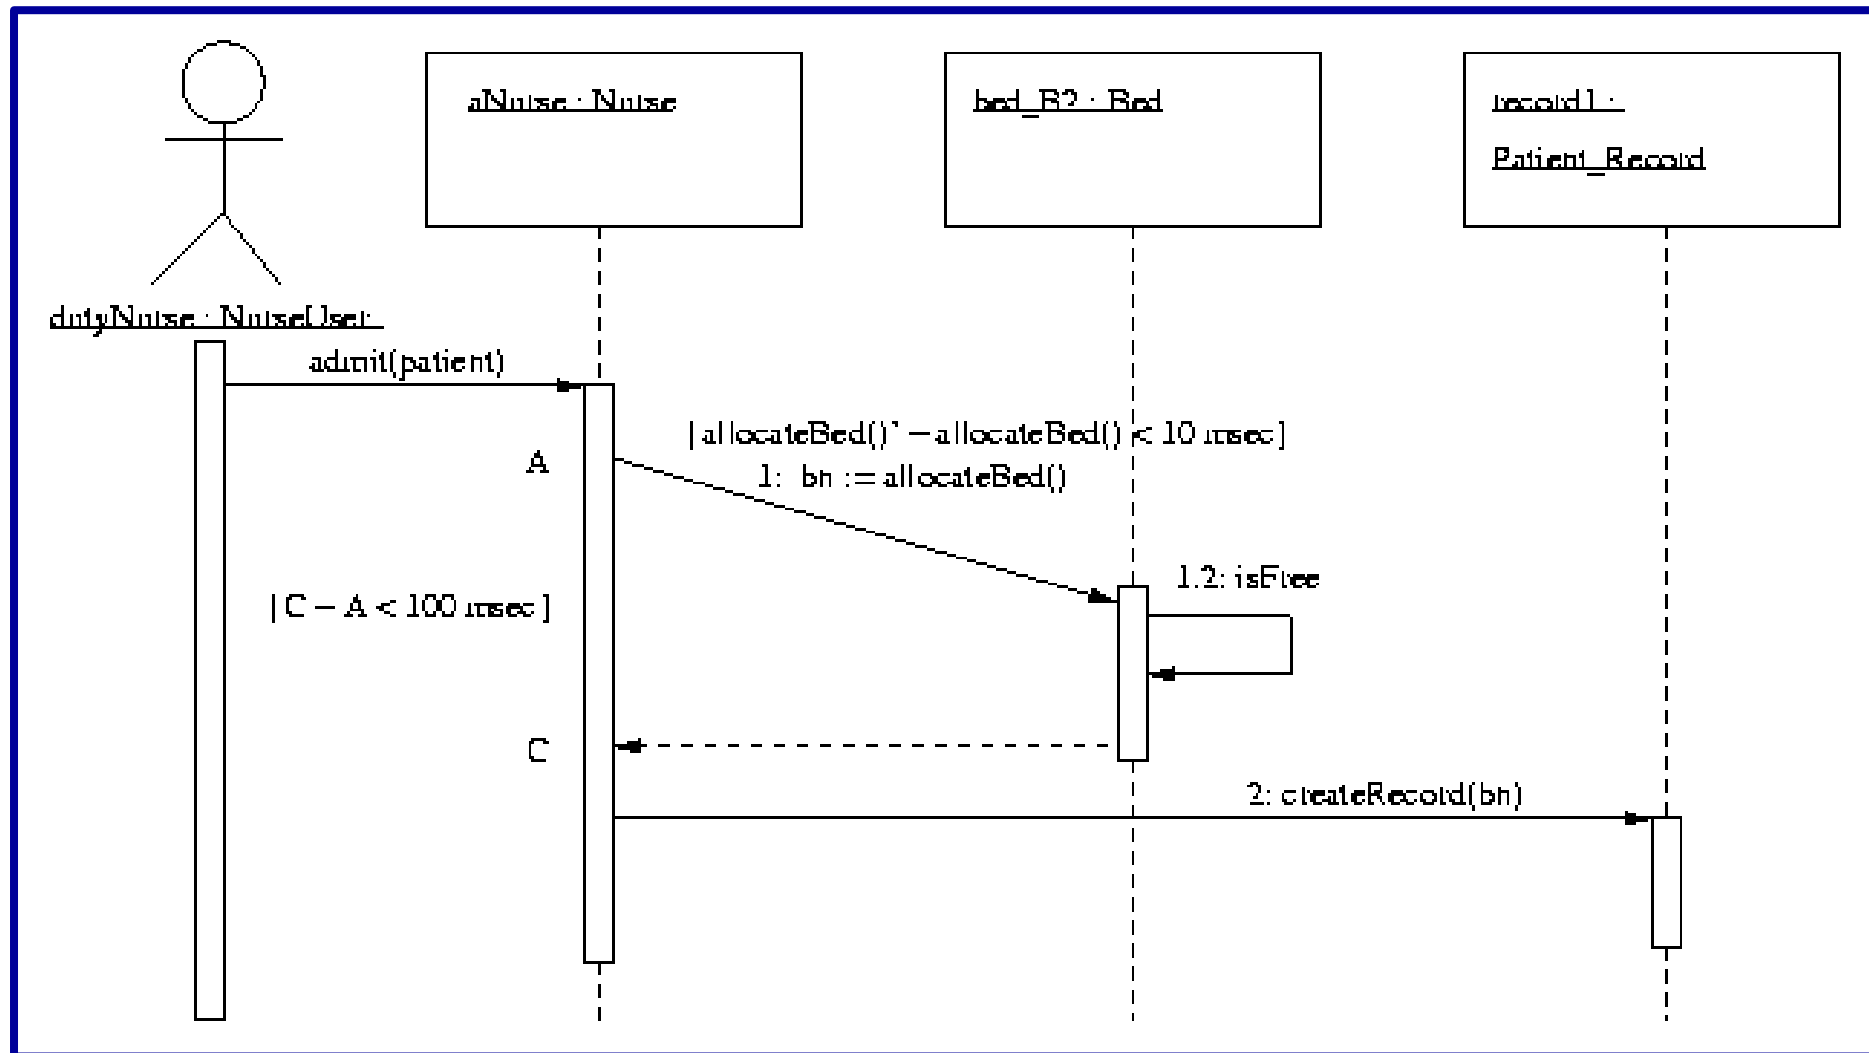 aNurse : Nurse
bed_B2 : Bed
record1 :
Patient_Record
dutyNurse : NurseUser
admit(patient)
[allocateBed()' – allocateBed() < 10 msec]
A
1: bn := allocateBed()
1.2: isFree
[C – A < 100 msec]
C
2: createRecord(bn)